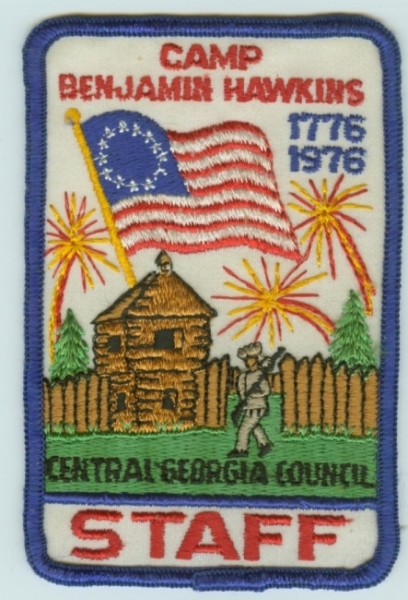 CAMP
BENJAMIN HAWKINS
1776
1976
CENTRAL GEORGIA COUNCIL
STAFF